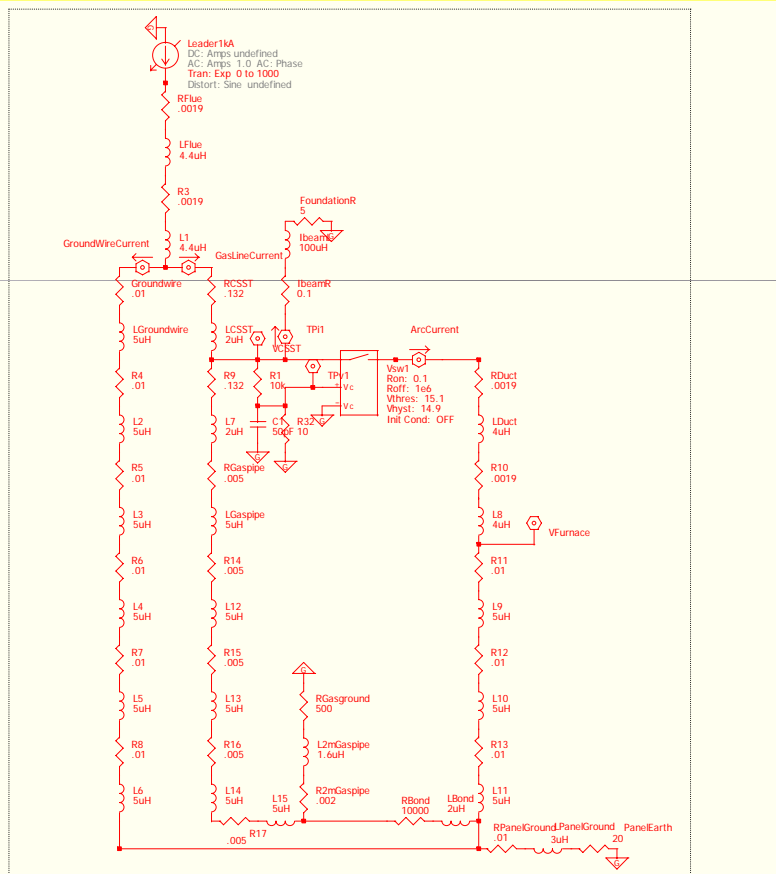 G
Leader1kA
DC: Amps undefined
AC: Amps 1.0 AC: Phase
Tran: Exp 0 to 1000
Distort: Sine undefined
RFlue
.0019
LFlue
4.4uH
R3
.0019
FoundationR
5
G
L1
4.4uH
IbeamL
100uH
GroundWireCurrent
GasLineCurrent
Groundwire
.01
RCSST
.132
IbeamR
0.1
LGroundwire
5uH
LCSST
2uH
VCSST
TPi1
ArcCurrent
R4
.01
R9
.132
R1
10k
TPv1
+ Vc
- Vc
Vsw1
Ron: 0.1
Roff: 1e6
Vthres: 15.1
Vhyst: 14.9
Init Cond: OFF
RDuct
.0019
L2
5uH
L7
2uH
C1
50pF
R32
10
G
G
G
LDuct
4uH
R5
.01
RGaspipe
.005
R10
.0019
L3
5uH
LGaspipe
5uH
L8
4uH
VFurnace
R6
.01
R14
.005
R11
.01
L4
5uH
L12
5uH
L9
5uH
R7
.01
R15
.005
G
R12
.01
L5
5uH
L13
5uH
RGasground
500
L10
5uH
R8
.01
R16
.005
L2mGaspipe
1.6uH
R13
.01
L6
5uH
L14
5uH
L15
5uH
R2mGaspipe
.002
RBond
10000
LBond
2uH
L11
5uH
R17
.005
RPanelGround
.01
LPanelGround
3uH
PanelEarth
20
G